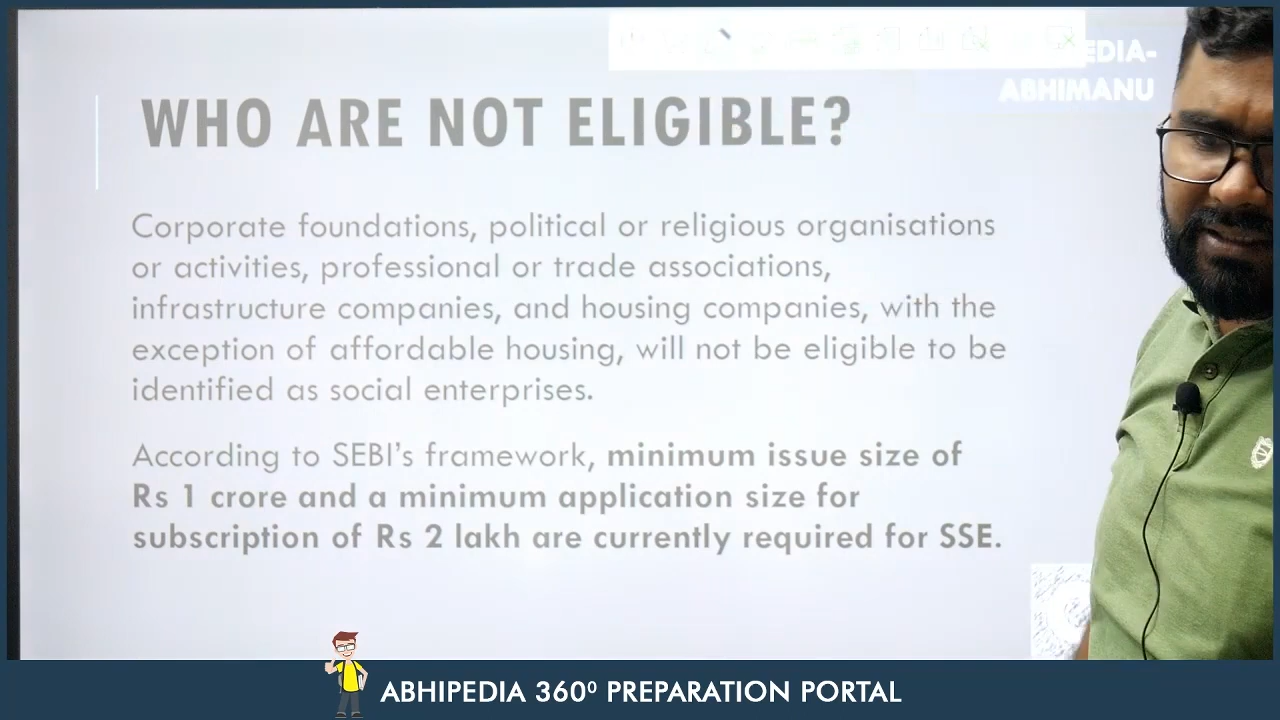 EDIA-
ABHIMANU
WHO ARE NOT ELIGIBLE?
Corporate foundations, political or religious organisations
or activities, professional or trade associations,
infrastructure companies, and housing companies, with the
exception of affordable housing, will not be eligible to be
identified as social enterprises.
According to SEBI’s framework, minimum issue size of
Rs 1 crore and a minimum application size for
subscription of Rs 2 lakh are currently required for SSE.
ABHIPEDIA 360⁰ PREPARATION PORTAL